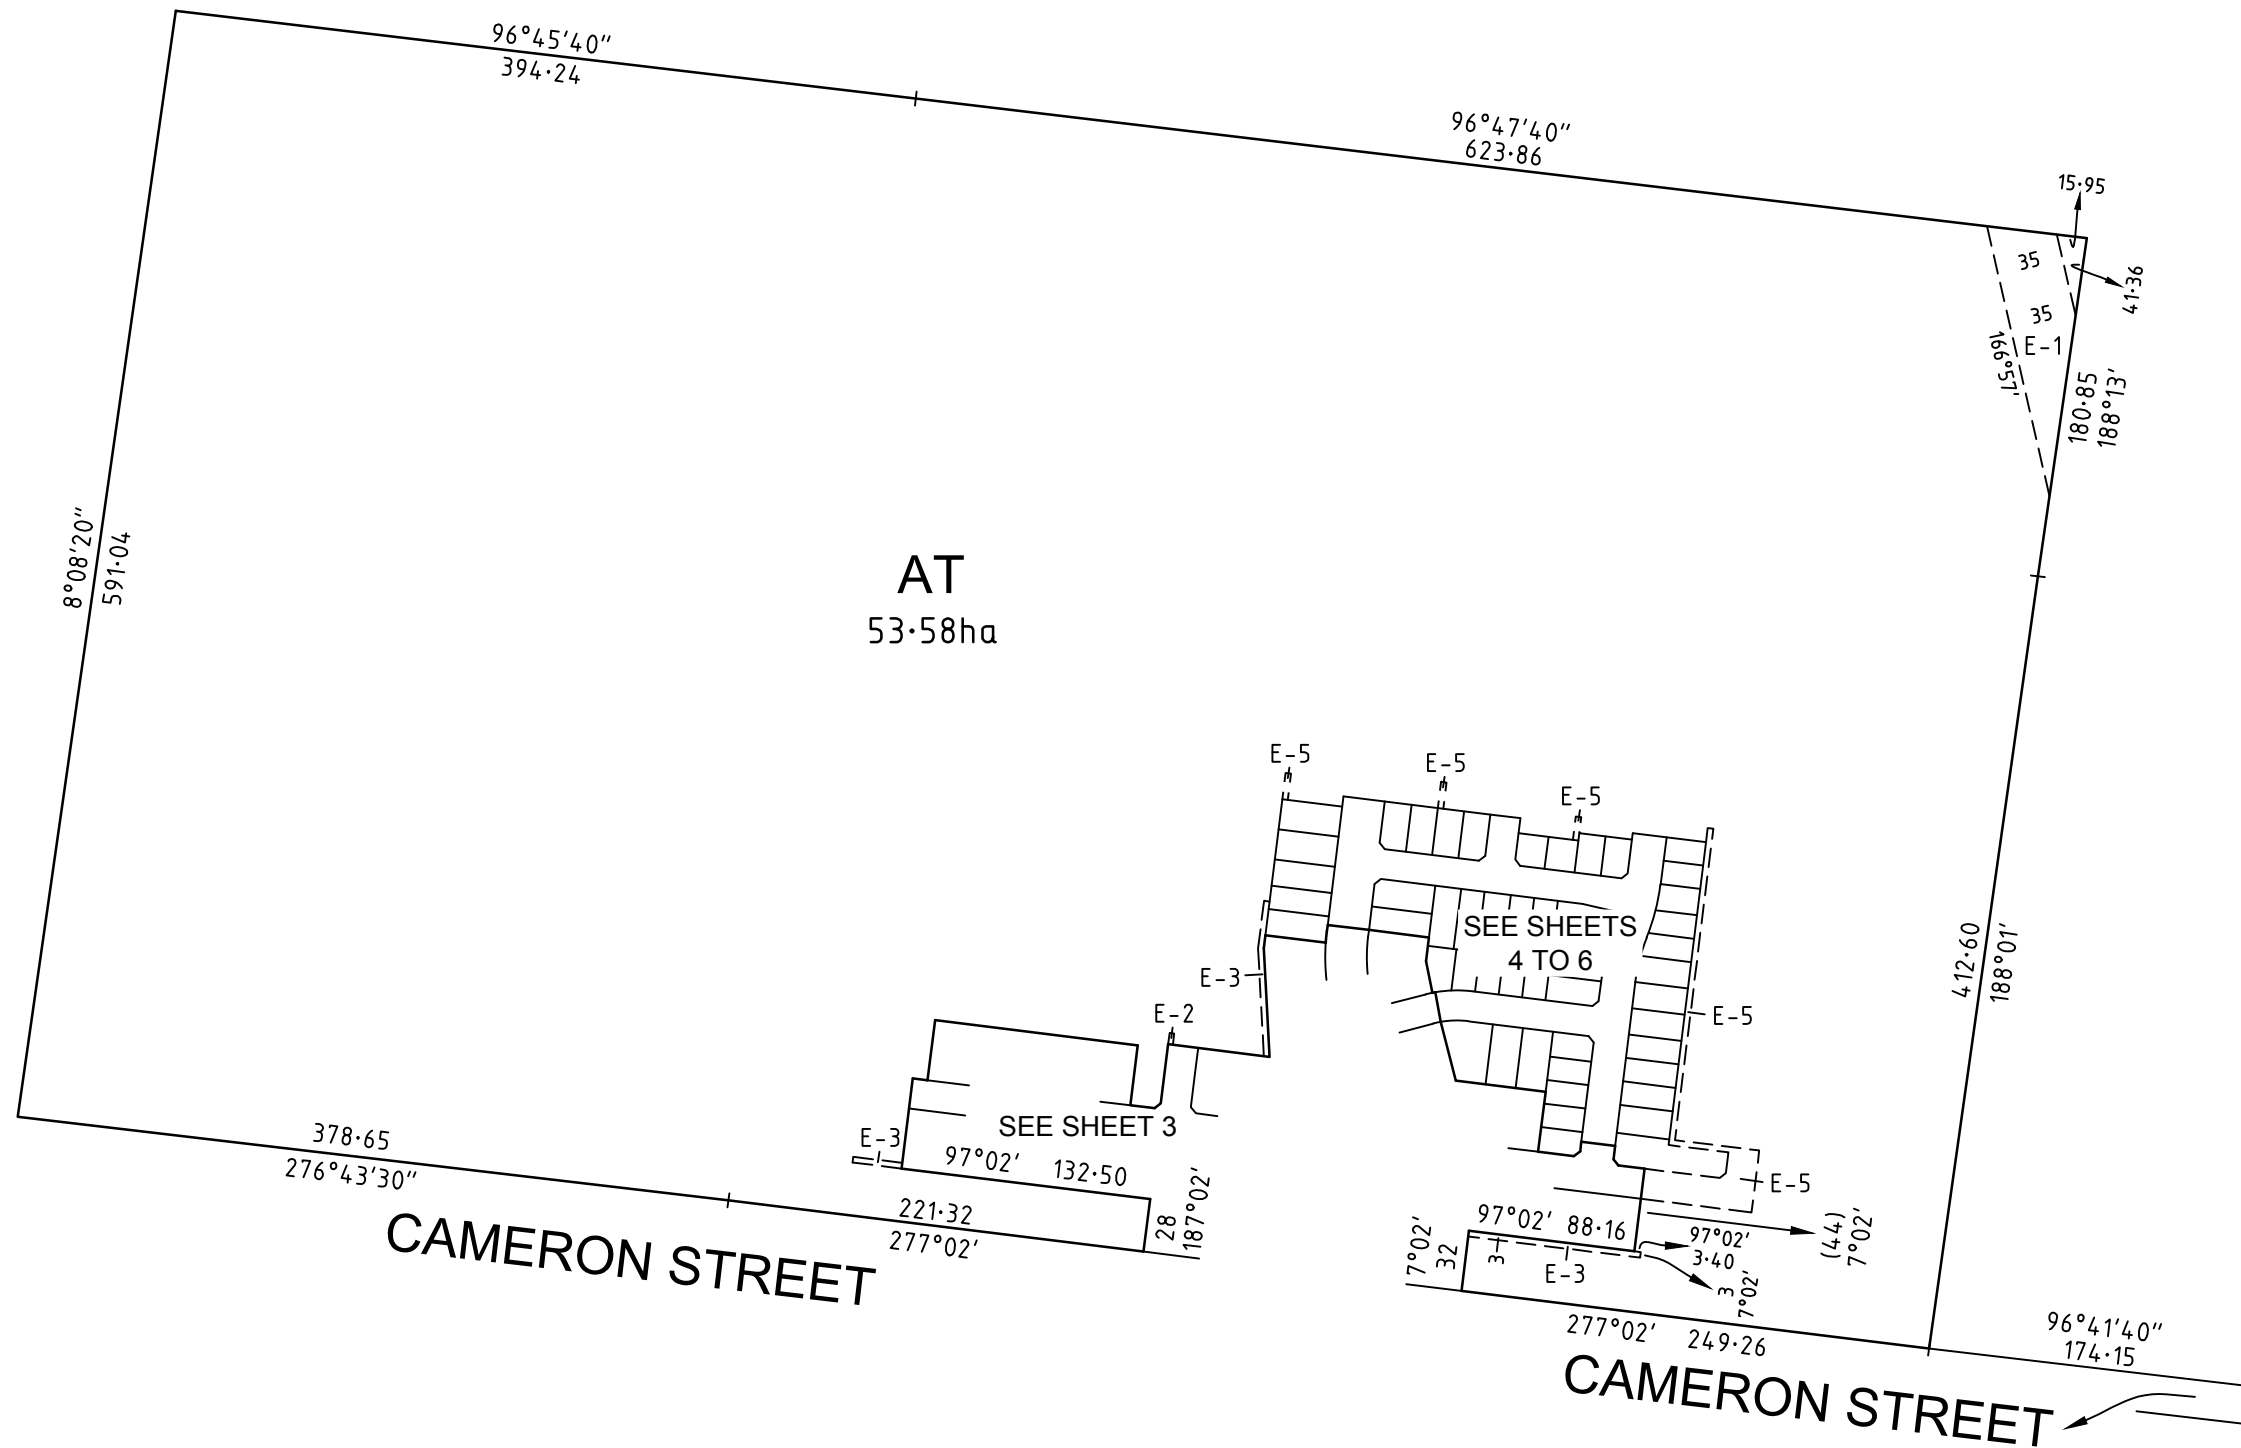 96°45'40"
394·24
96°47'40"
623·86
15·95
35
41·36
35
E-1
166°57'
180·85
188°13'
8°08'20"
591·04
AT
53·58ha
E-5
E-5
E-5
SEE SHEETS
4 TO 6
E-3
E-2
E-5
412·60
188°01'
SEE SHEET 3
378·65
276°43'30"
E-3
97°02' 132·50
28
187°02'
221·32
277°02'
CAMERON STREET
E-5
97°02' 88·16
7°02'
32
3
E-3
97°02'
3·40
3
7°02'
(44)
7°02'
277°02' 249·26
96°41'40"
174·15
CAMERON STREET